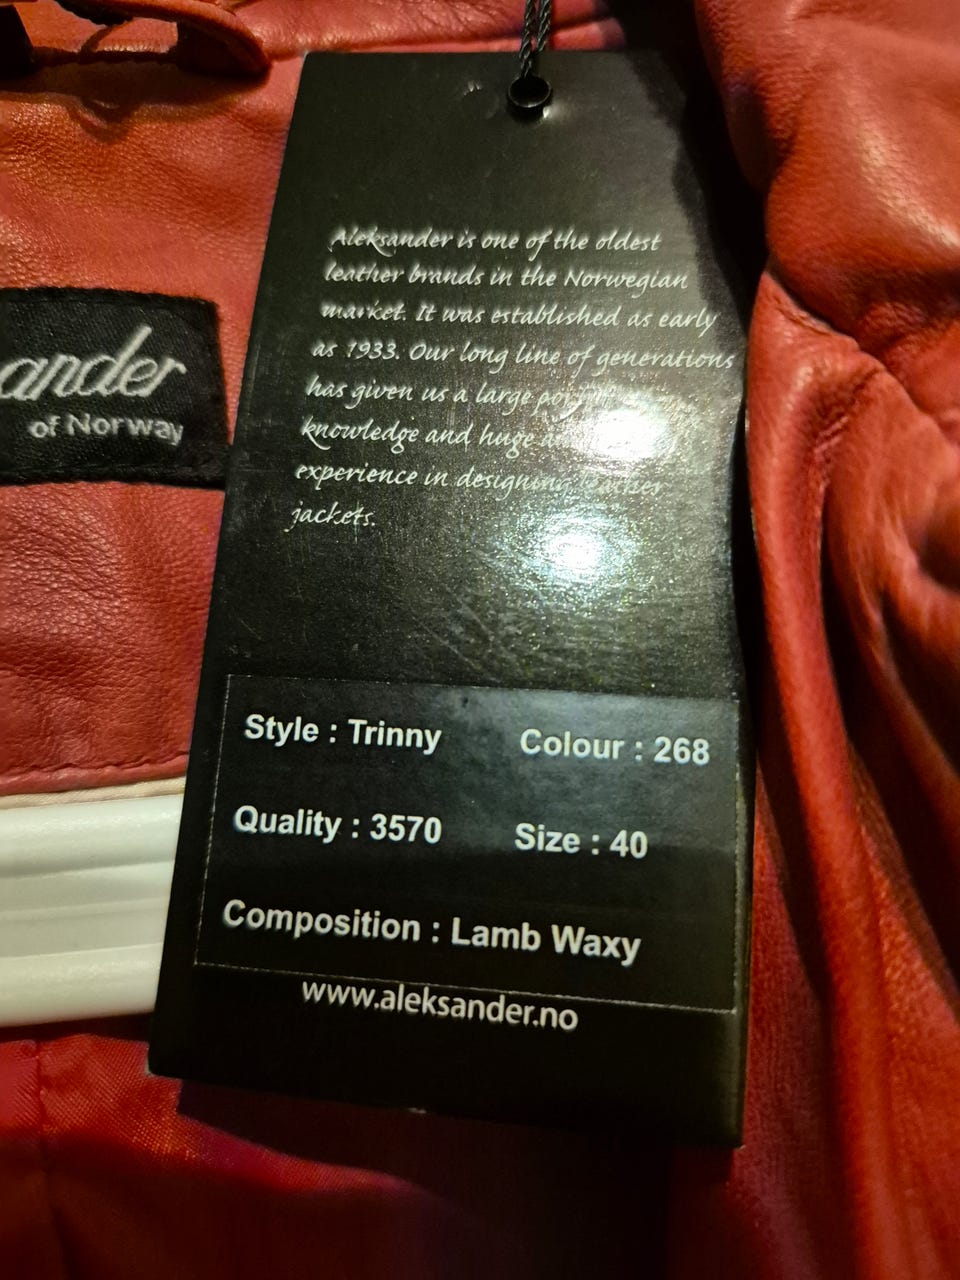 Aleksander is one of the oldest
leather brands in the Norwegian
market. It was established as early
as 1933. Our long line of generations
has given us a large
knowledge and huge
experience in designing leather
jackets.
ander
of Norway
Style : Trinny Colour : 268
Quality : 3570 Size : 40
Composition : Lamb Waxy
www.aleksander.no